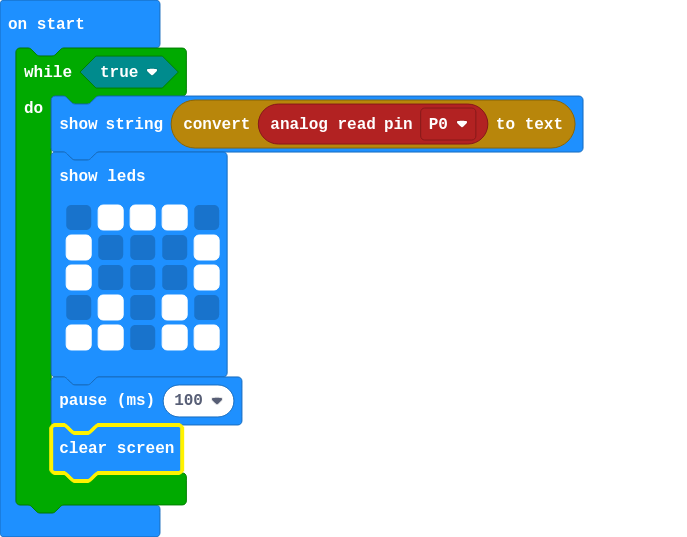 on start
while true
do
show string convert analog read pin P0 to text
show leds
pause (ms) 100
clear screen